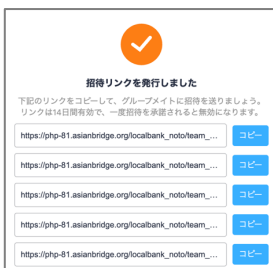 招待リンクを発行しました
下記のリンクをコピーして、グループメイトに招待を送りましょう。
リンクは14日間有効で、一度招待を承諾されると無効になります。
https://php-81.asianbridge.org/localbank_noto/team_... コピー
https://php-81.asianbridge.org/localbank_noto/team_... コピー
https://php-81.asianbridge.org/localbank_noto/team_... コピー
https://php-81.asianbridge.org/localbank_noto/team_... コピー
https://php-81.asianbridge.org/localbank_noto/team_... コピー